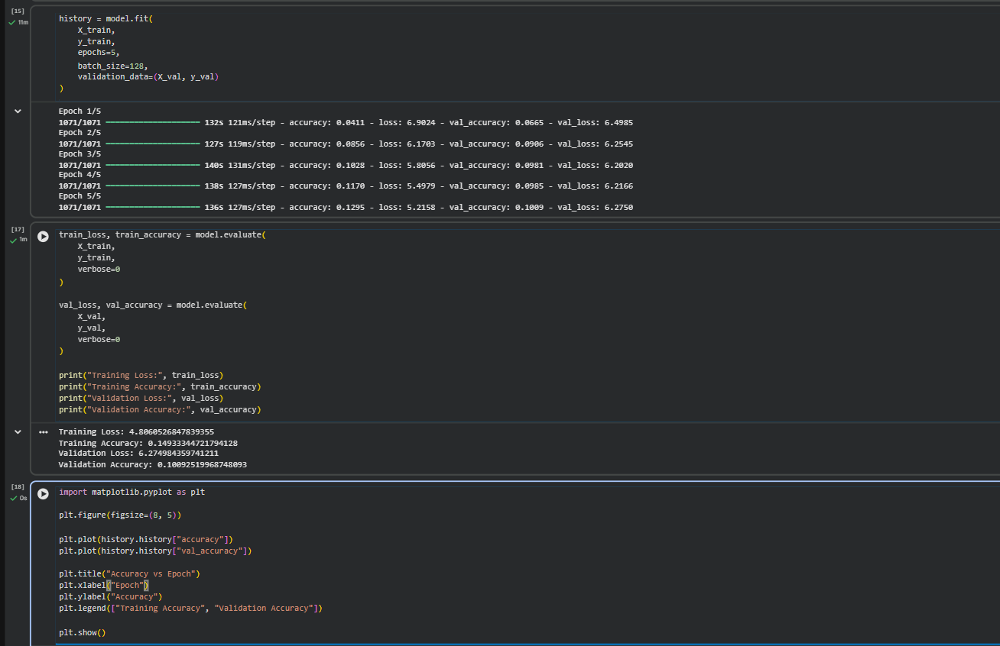 [15]
11m
history = model.fit(
X_train,
y_train,
epochs=5,
batch_size=128,
validation_data=(X_val, y_val)
)
Epoch 1/5
1071/1071 132s 121ms/step - accuracy: 0.0411 - loss: 6.9024 - val_accuracy: 0.0665 - val_loss: 6.4985
Epoch 2/5
1071/1071 127s 119ms/step - accuracy: 0.0856 - loss: 6.1703 - val_accuracy: 0.0906 - val_loss: 6.2545
Epoch 3/5
1071/1071 140s 131ms/step - accuracy: 0.1028 - loss: 5.8056 - val_accuracy: 0.0981 - val_loss: 6.2020
Epoch 4/5
1071/1071 138s 127ms/step - accuracy: 0.1170 - loss: 5.4979 - val_accuracy: 0.0985 - val_loss: 6.2166
Epoch 5/5
1071/1071 136s 127ms/step - accuracy: 0.1295 - loss: 5.2158 - val_accuracy: 0.1009 - val_loss: 6.2750
[17]
1m
train_loss, train_accuracy = model.evaluate(
X_train,
y_train,
verbose=0
)
val_loss, val_accuracy = model.evaluate(
X_val,
y_val,
verbose=0
)
print("Training Loss:", train_loss)
print("Training Accuracy:", train_accuracy)
print("Validation Loss:", val_loss)
print("Validation Accuracy:", val_accuracy)
Training Loss: 4.8060526847839355
Training Accuracy: 0.14933344721794128
Validation Loss: 6.274984359741211
Validation Accuracy: 0.10092519968748093
[18]
0s
import matplotlib.pyplot as plt
plt.figure(figsize=(8, 5))
plt.plot(history.history["accuracy"])
plt.plot(history.history["val_accuracy"])
plt.title("Accuracy vs Epoch")
plt.xlabel("Epoch")
plt.ylabel("Accuracy")
plt.legend(["Training Accuracy", "Validation Accuracy"])
plt.show()